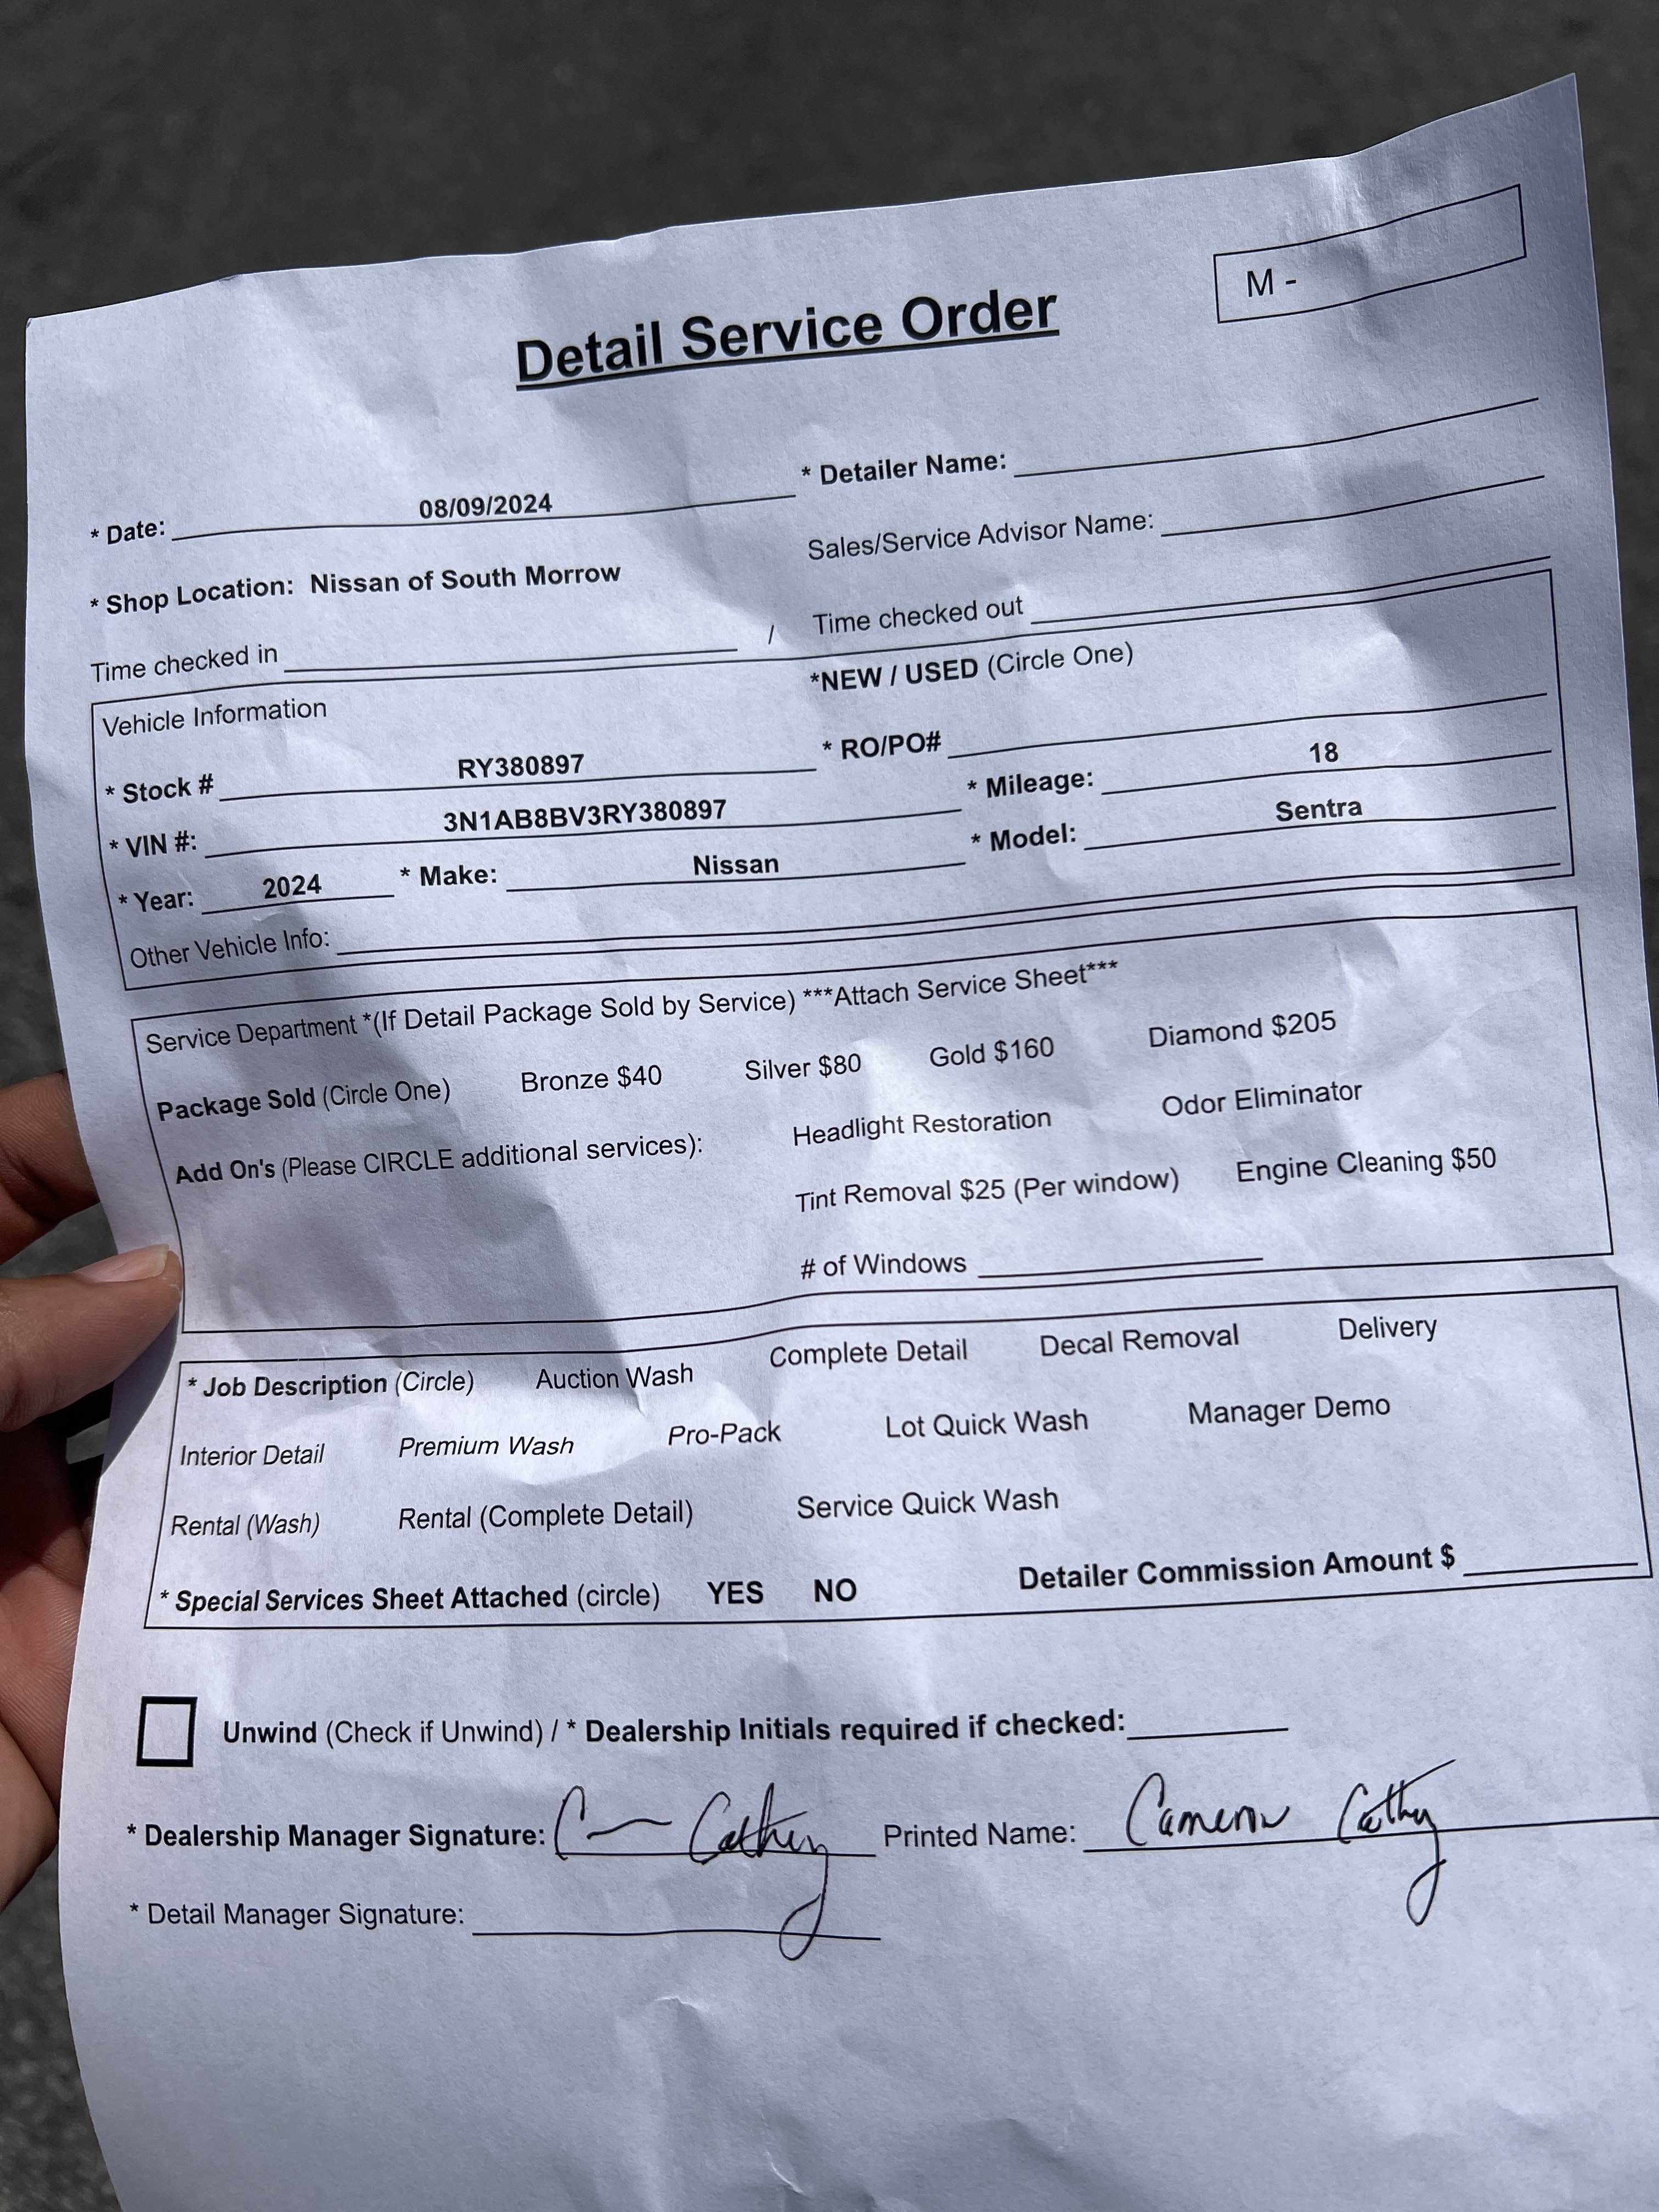 M -
Detail Service Order
* Date: 08/09/2024 * Detailer Name:
* Shop Location: Nissan of South Morrow Sales/Service Advisor Name:
Time checked in / Time checked out
Vehicle Information *NEW / USED (Circle One)
* Stock # RY380897 * RO/PO#
* VIN #: 3N1AB8BV3RY380897 * Mileage: 18
* Year: 2024 * Make: Nissan * Model: Sentra
Other Vehicle Info:
Service Department *(If Detail Package Sold by Service) ***Attach Service Sheet***
Package Sold (Circle One) Bronze $40 Silver $80 Gold $160 Diamond $205
Add On's (Please CIRCLE additional services): Headlight Restoration Odor Eliminator
Tint Removal $25 (Per window) Engine Cleaning $50
# of Windows
* Job Description (Circle) Auction Wash Complete Detail Decal Removal Delivery
Interior Detail Premium Wash Pro-Pack Lot Quick Wash Manager Demo
Rental (Wash) Rental (Complete Detail) Service Quick Wash
* Special Services Sheet Attached (circle) YES NO Detailer Commission Amount $
Unwind (Check if Unwind) / * Dealership Initials required if checked:
* Dealership Manager Signature: C Cathy Printed Name: Cameron Cathy
* Detail Manager Signature: